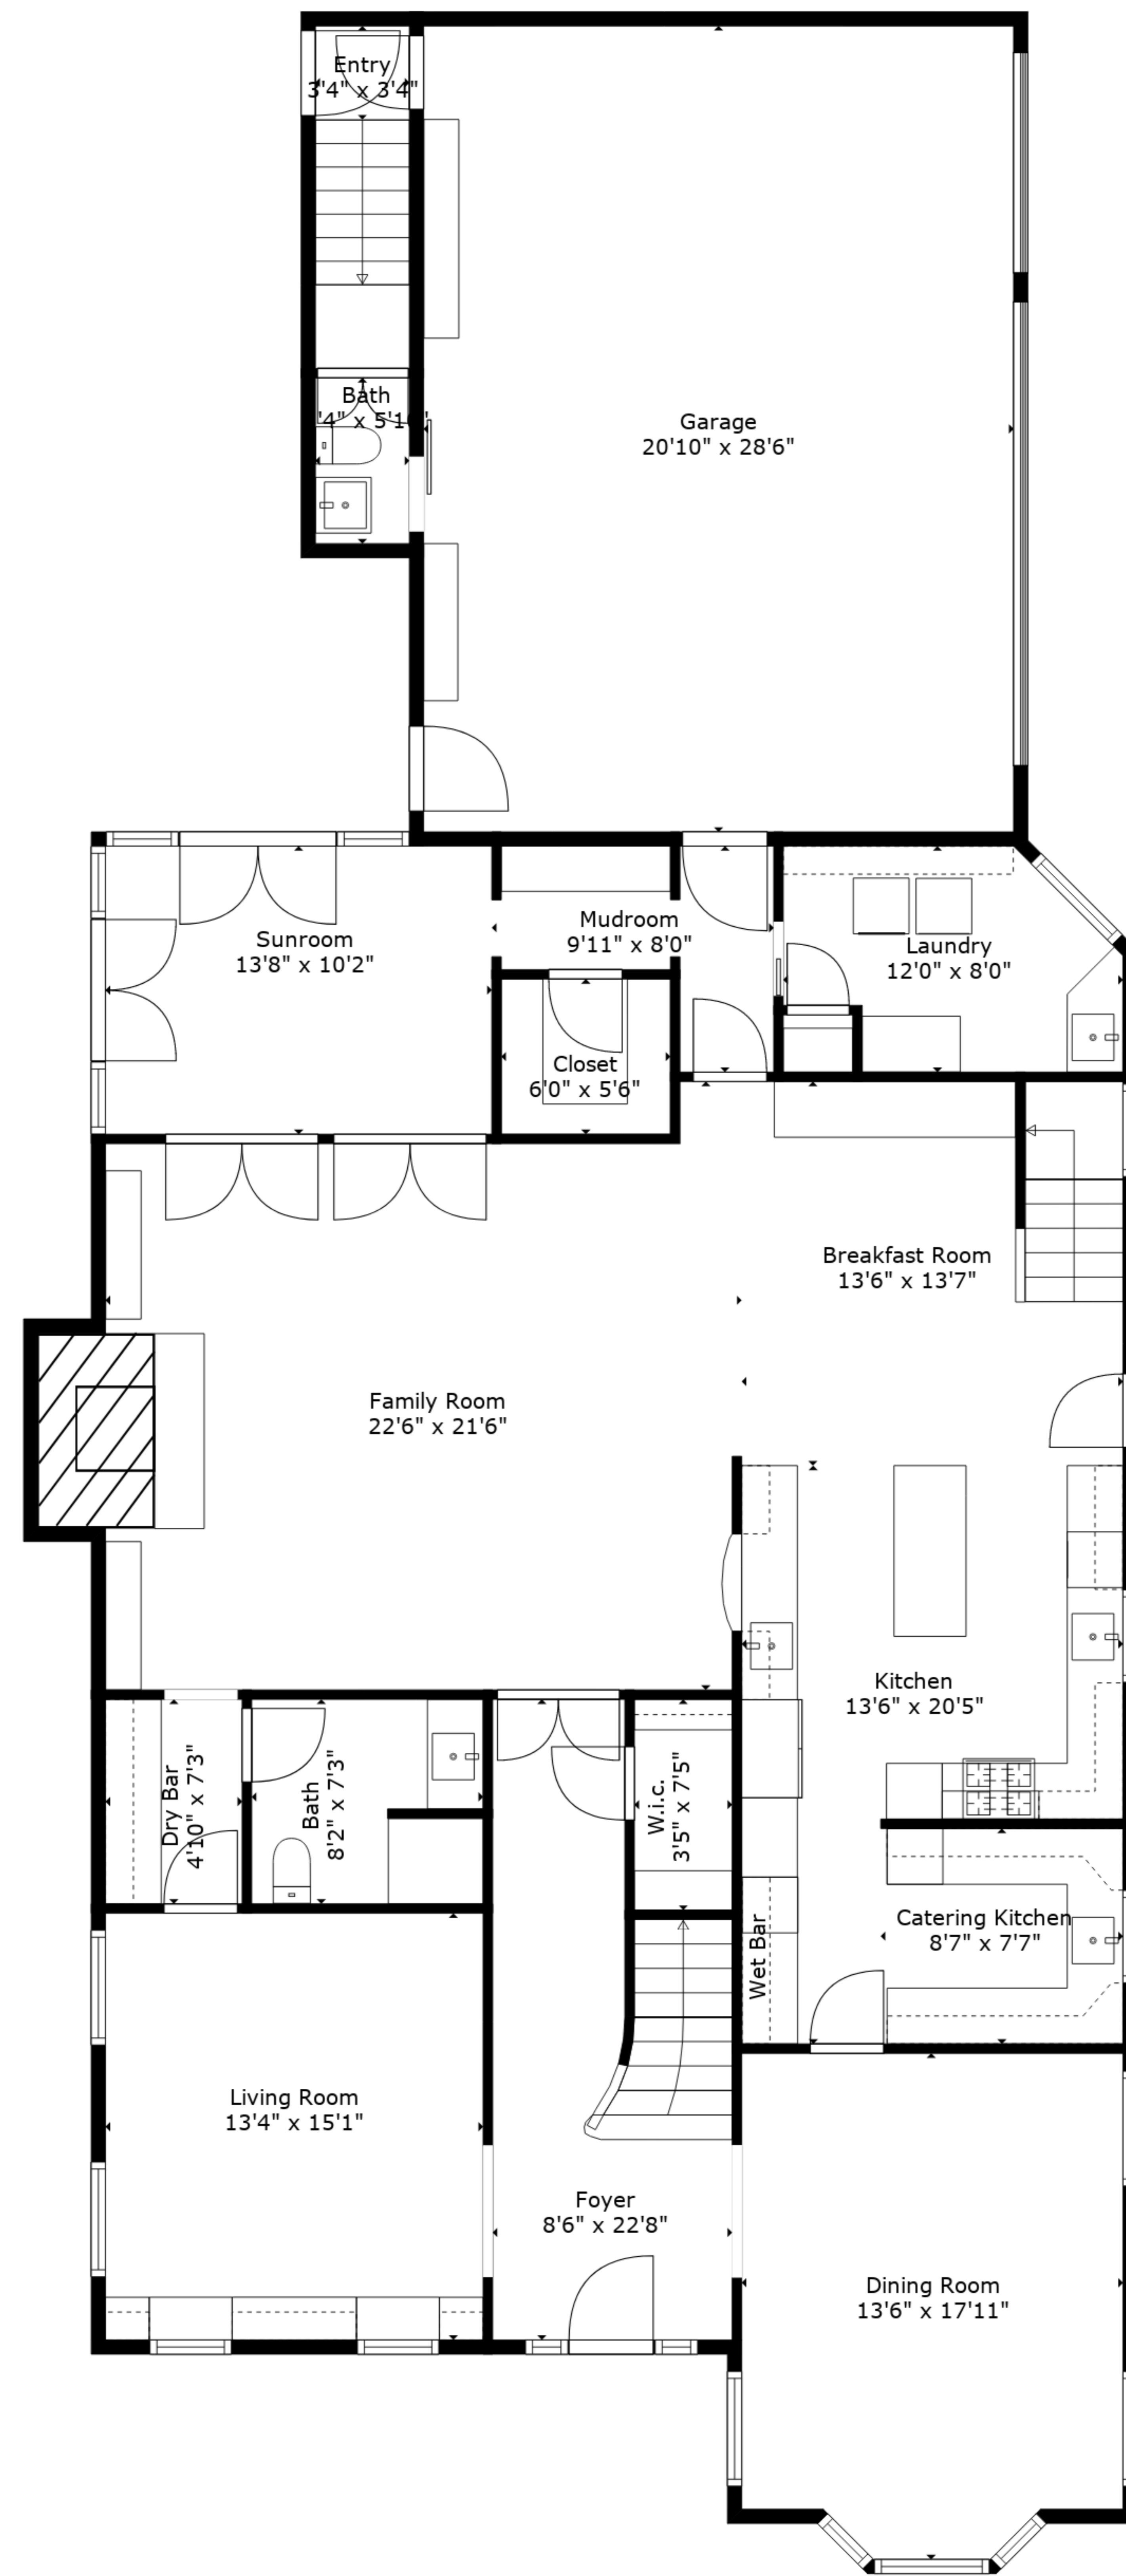 Entry
3'4" x 3'4"
Bath
'4" x 5'1
Garage
20'10" x 28'6"
Mudroom
9'11" x 8'0"
Sunroom
13'8" x 10'2"
Laundry
12'0" x 8'0"
Closet
6'0" x 5'6"
Breakfast Room
13'6" x 13'7"
Family Room
22'6" x 21'6"
Kitchen
13'6" x 20'5"
Dry Bar
4'10" x 7'3"
Bath
8'2" x 7'3"
W.i.c.
3'5" x 7'5"
Catering Kitchen
8'7" x 7'7"
Wet Bar
Living Room
13'4" x 15'1"
Foyer
8'6" x 22'8"
Dining Room
13'6" x 17'11"